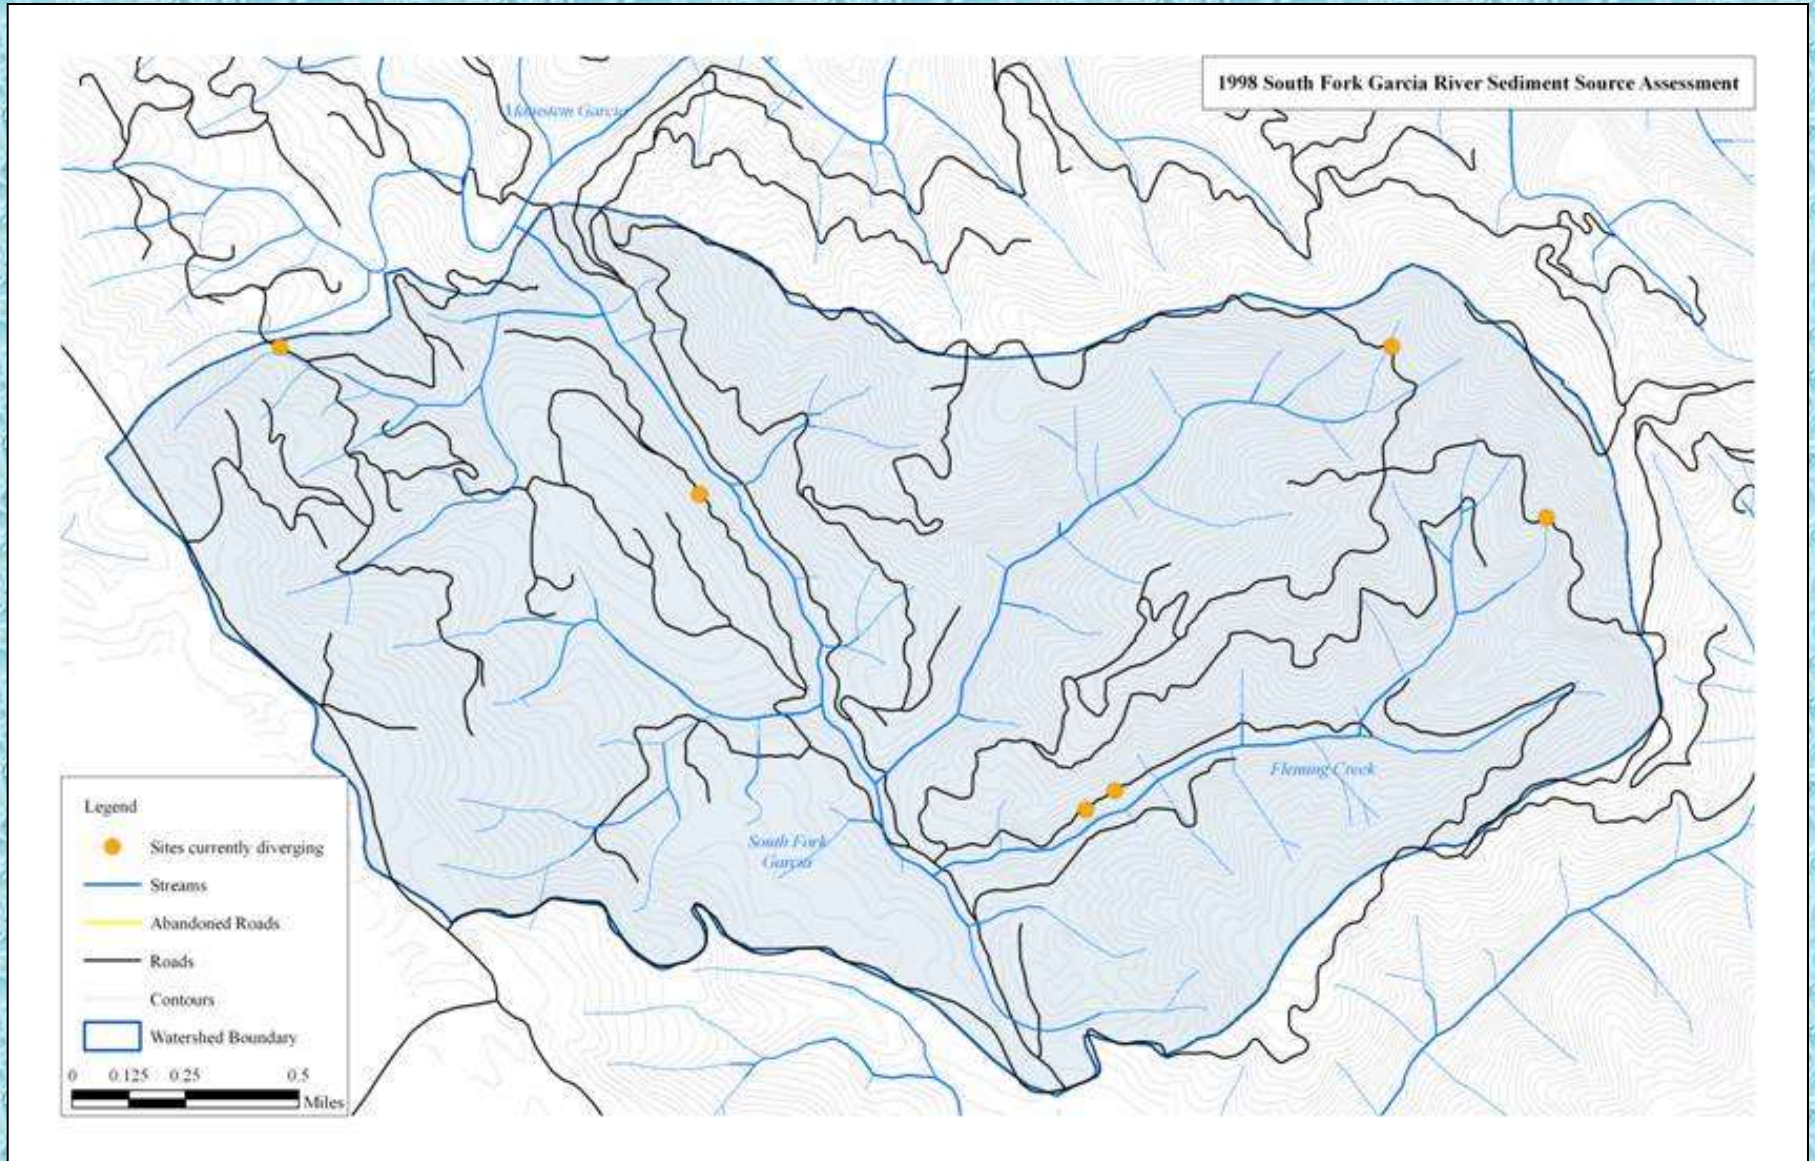 1998 South Fork Garcia River Sediment Source Assessment
Mainstem Garcia
Fleming Creek
South Fork
Garcia
Legend
Sites currently diverging
Streams
Abandoned Roads
Roads
Contours
Watershed Boundary
0 0.125 0.25 0.5
Miles